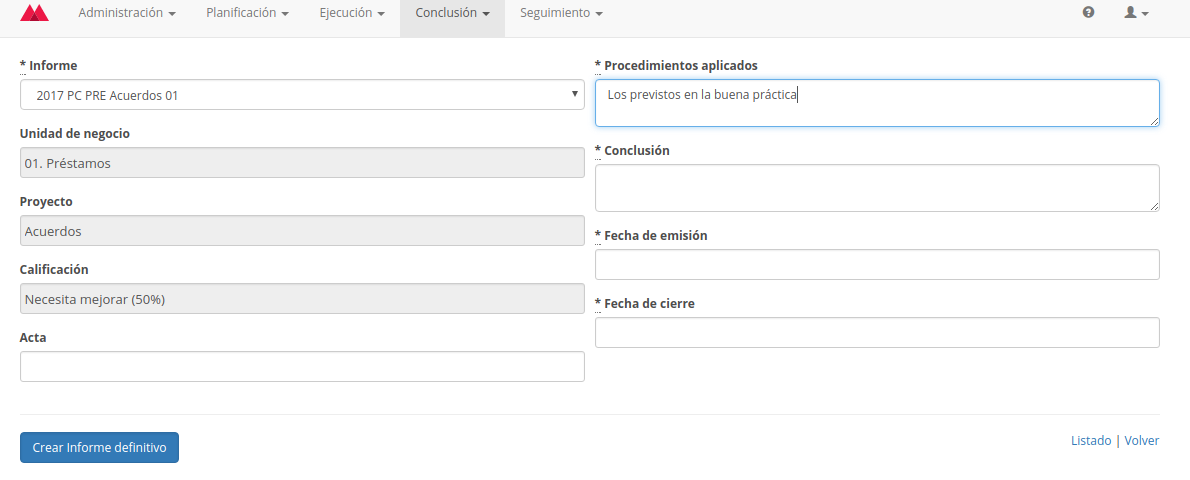 Administración Planificación Ejecución Conclusión Seguimiento
* Informe
2017 PC PRE Acuerdos 01
Unidad de negocio
01. Préstamos
Proyecto
Acuerdos
Calificación
Necesita mejorar (50%)
Acta
* Procedimientos aplicados
Los previstos en la buena práctica
* Conclusión
* Fecha de emisión
* Fecha de cierre
Crear Informe definitivo
Listado | Volver